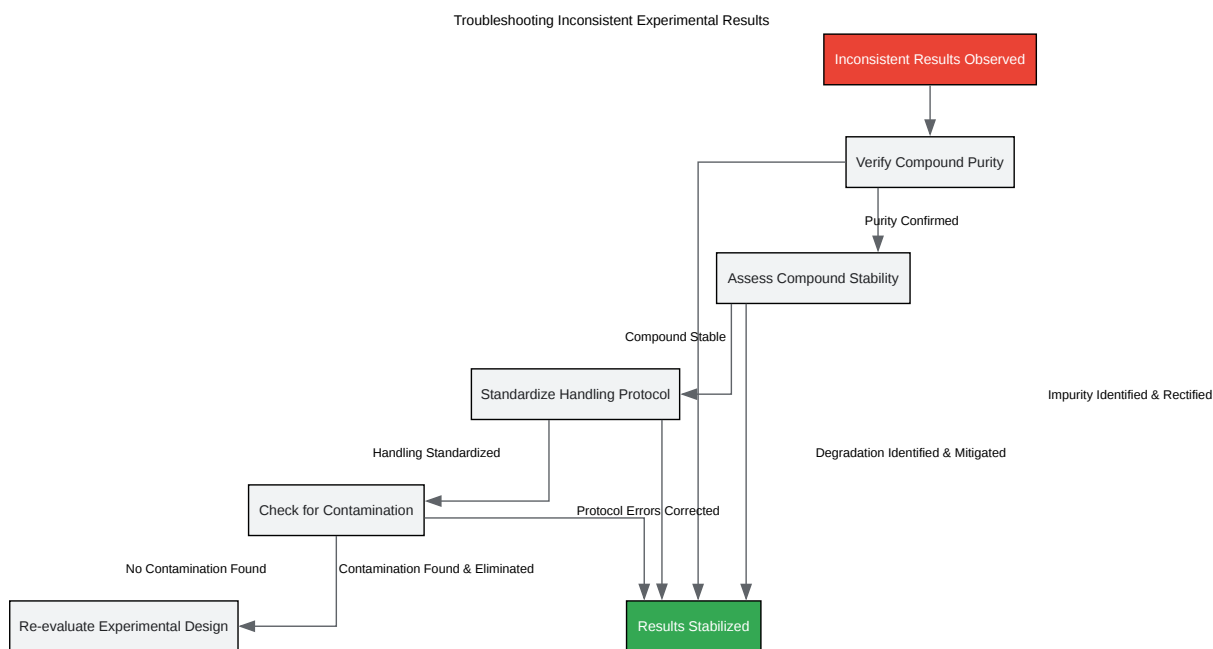 Troubleshooting Inconsistent Experimental Results
Inconsistent Results Observed
Verify Compound Purity
Purity Confirmed
Assess Compound Stability
Compound Stable
Standardize Handling Protocol
Impurity Identified & Rectified
Handling Standardized
Degradation Identified & Mitigated
Check for Contamination
Protocol Errors Corrected
No Contamination Found
Contamination Found & Eliminated
Re-evaluate Experimental Design
Results Stabilized